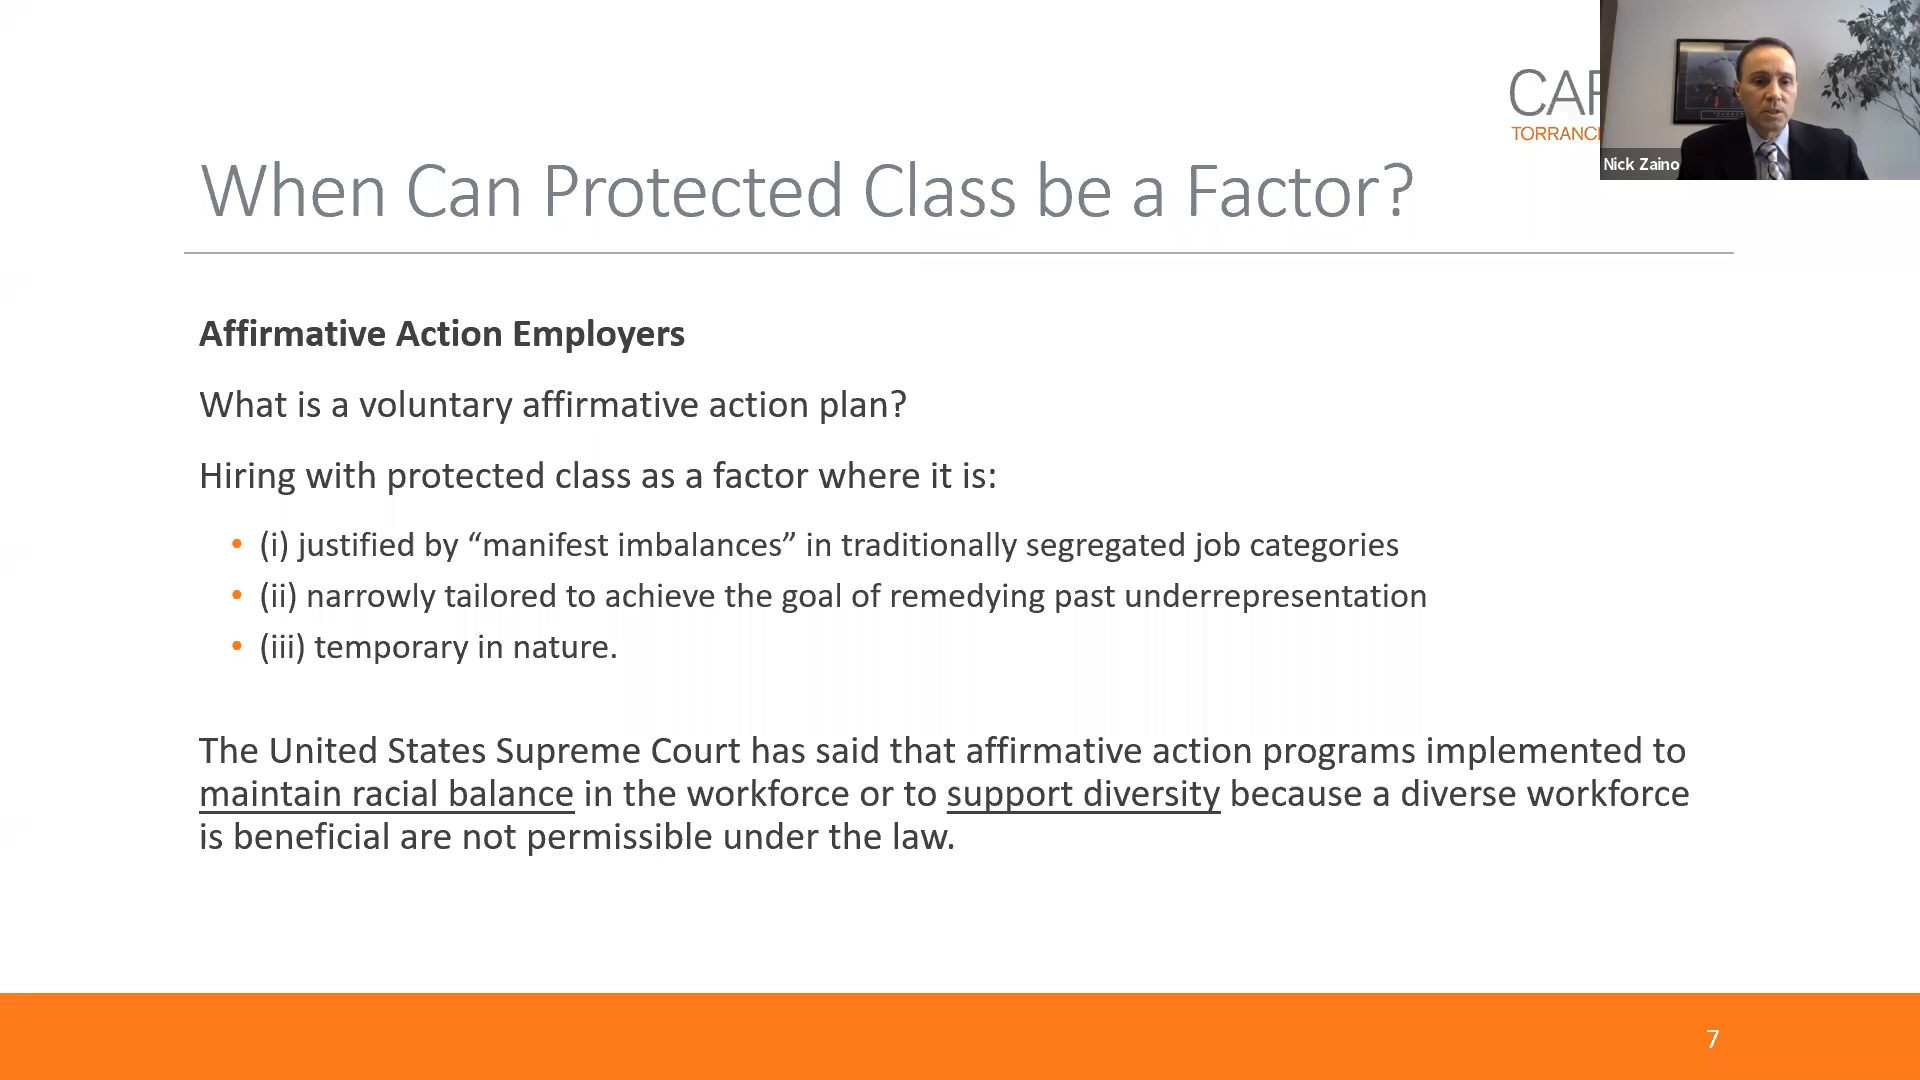 CAR
TORRANC
Nick Zaino
When Can Protected Class be a Factor?
Affirmative Action Employers
What is a voluntary affirmative action plan?
Hiring with protected class as a factor where it is:
• (i) justified by “manifest imbalances” in traditionally segregated job categories
• (ii) narrowly tailored to achieve the goal of remedying past underrepresentation
• (iii) temporary in nature.
The United States Supreme Court has said that affirmative action programs implemented to
maintain racial balance in the workforce or to support diversity because a diverse workforce
is beneficial are not permissible under the law.
7